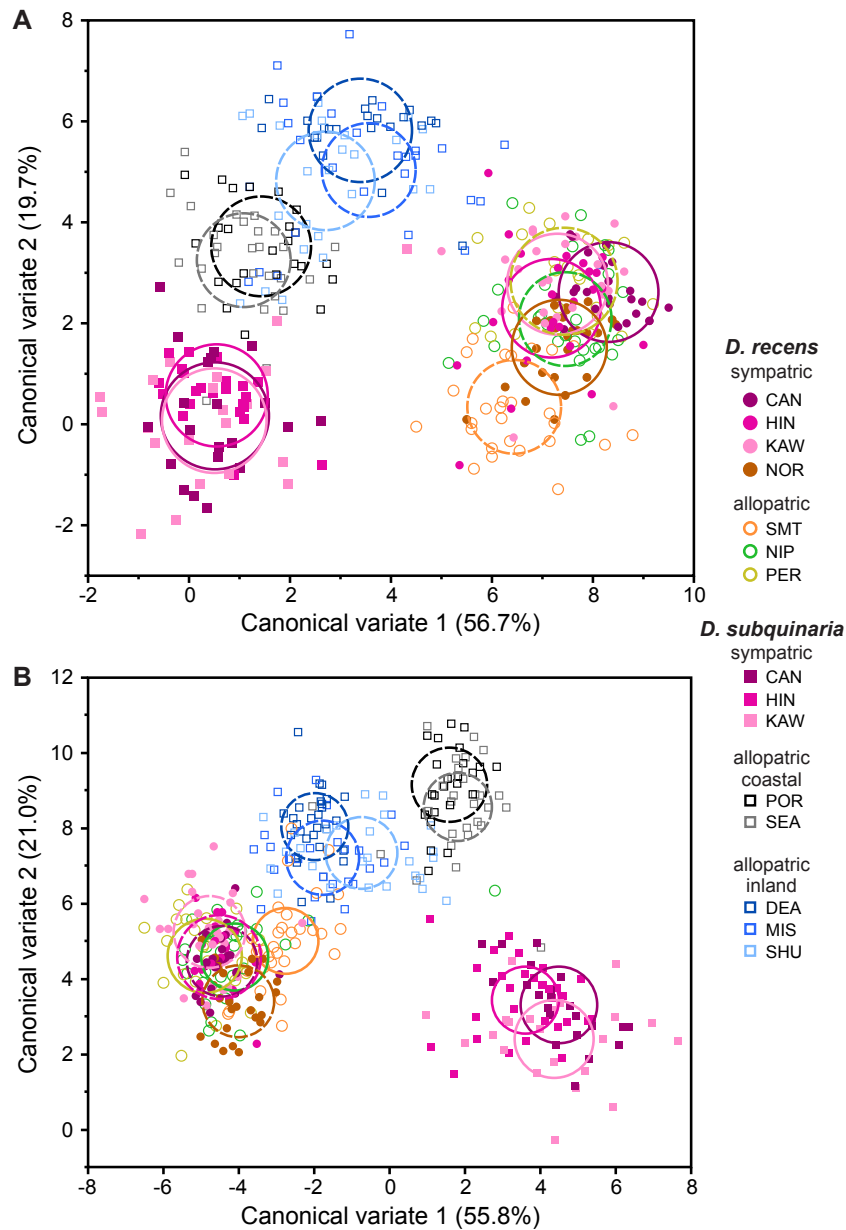 A
8
6
4
2
0
-2
-2 0 2 4 6 8 10
Canonical variate 2 (19.7%)
Canonical variate 1 (56.7%)
D. recens
sympatric
CAN
HIN
KAW
NOR
allopatric
SMT
NIP
PER
D. subquinaria
sympatric
CAN
HIN
KAW
allopatric
coastal
POR
SEA
allopatric
inland
DEA
MIS
SHU
B
12
10
8
6
4
2
0
-8 -6 -4 -2 0 2 4 6 8
Canonical variate 2 (21.0%)
Canonical variate 1 (55.8%)